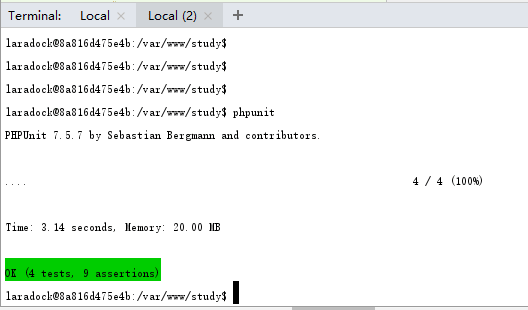 Terminal: Local × Local (2) × +
laradock@8a816d475e4b:/var/www/study$
laradock@8a816d475e4b:/var/www/study$
laradock@8a816d475e4b:/var/www/study$
laradock@8a816d475e4b:/var/www/study$ phpunit
PHPUnit 7.5.7 by Sebastian Bergmann and contributors.
.... 4 / 4 (100%)
Time: 3.14 seconds, Memory: 20.00 MB
OK (4 tests, 9 assertions)
laradock@8a816d475e4b:/var/www/study$